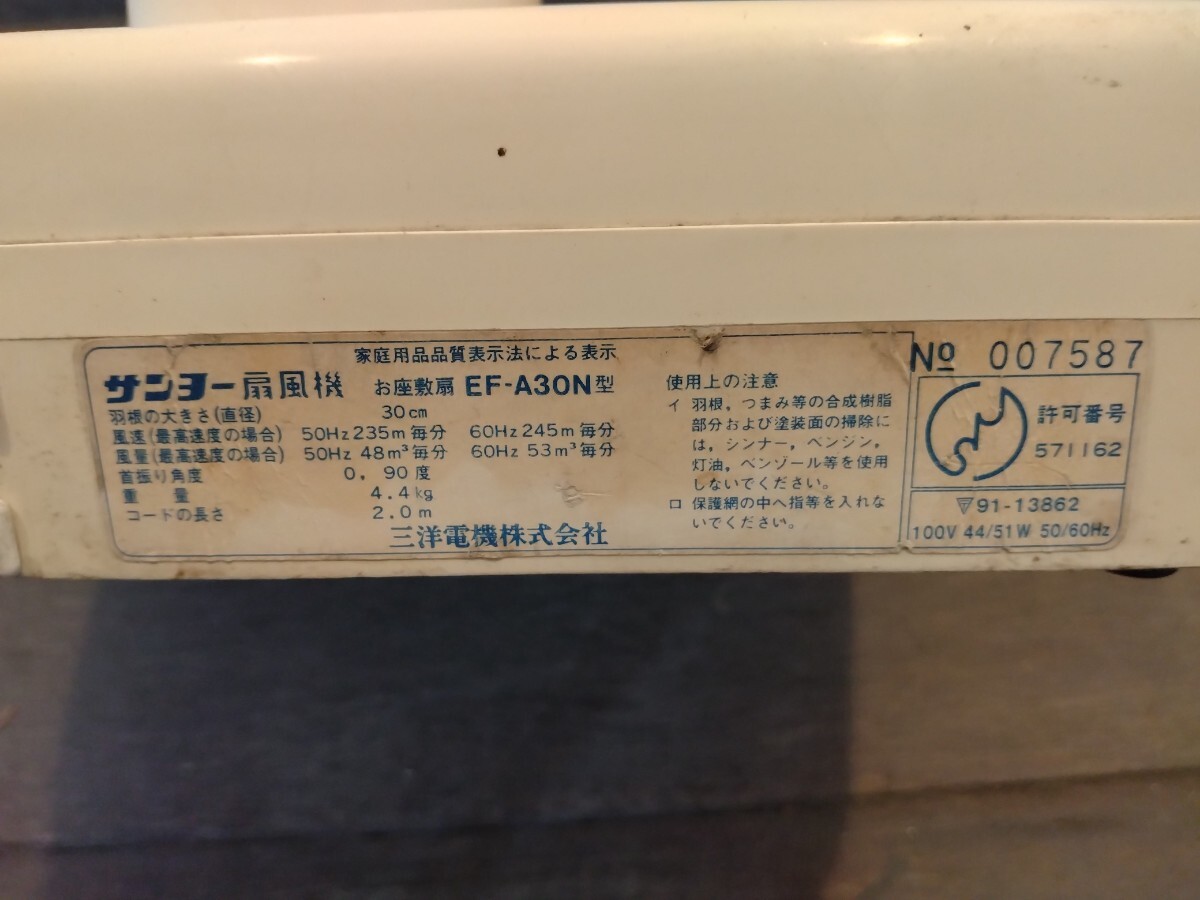 家庭用品品質表示法による表示
サンヨー扇風機 お座敷扇 EF-A30N型
羽根の大きさ(直径) 30cm
風速(最高速度の場合) 50Hz 235m毎分 60Hz 245m毎分
風量(最高速度の場合) 50Hz 48m³毎分 60Hz 53m³毎分
首振り角度 0, 90度
重量 4.4kg
コードの長さ 2.0m
三洋電機株式会社
使用上の注意
イ 羽根,つまみ等の合成樹脂
部分および塗装面の掃除に
は,シンナー,ベンジン,
灯油,ベンゾール等を使用
しないでください。
ロ 保護網の中へ指等を入れな
いでください。
No 007587
許可番号
571162
▽91-13862
100V 44/51W 50/60Hz